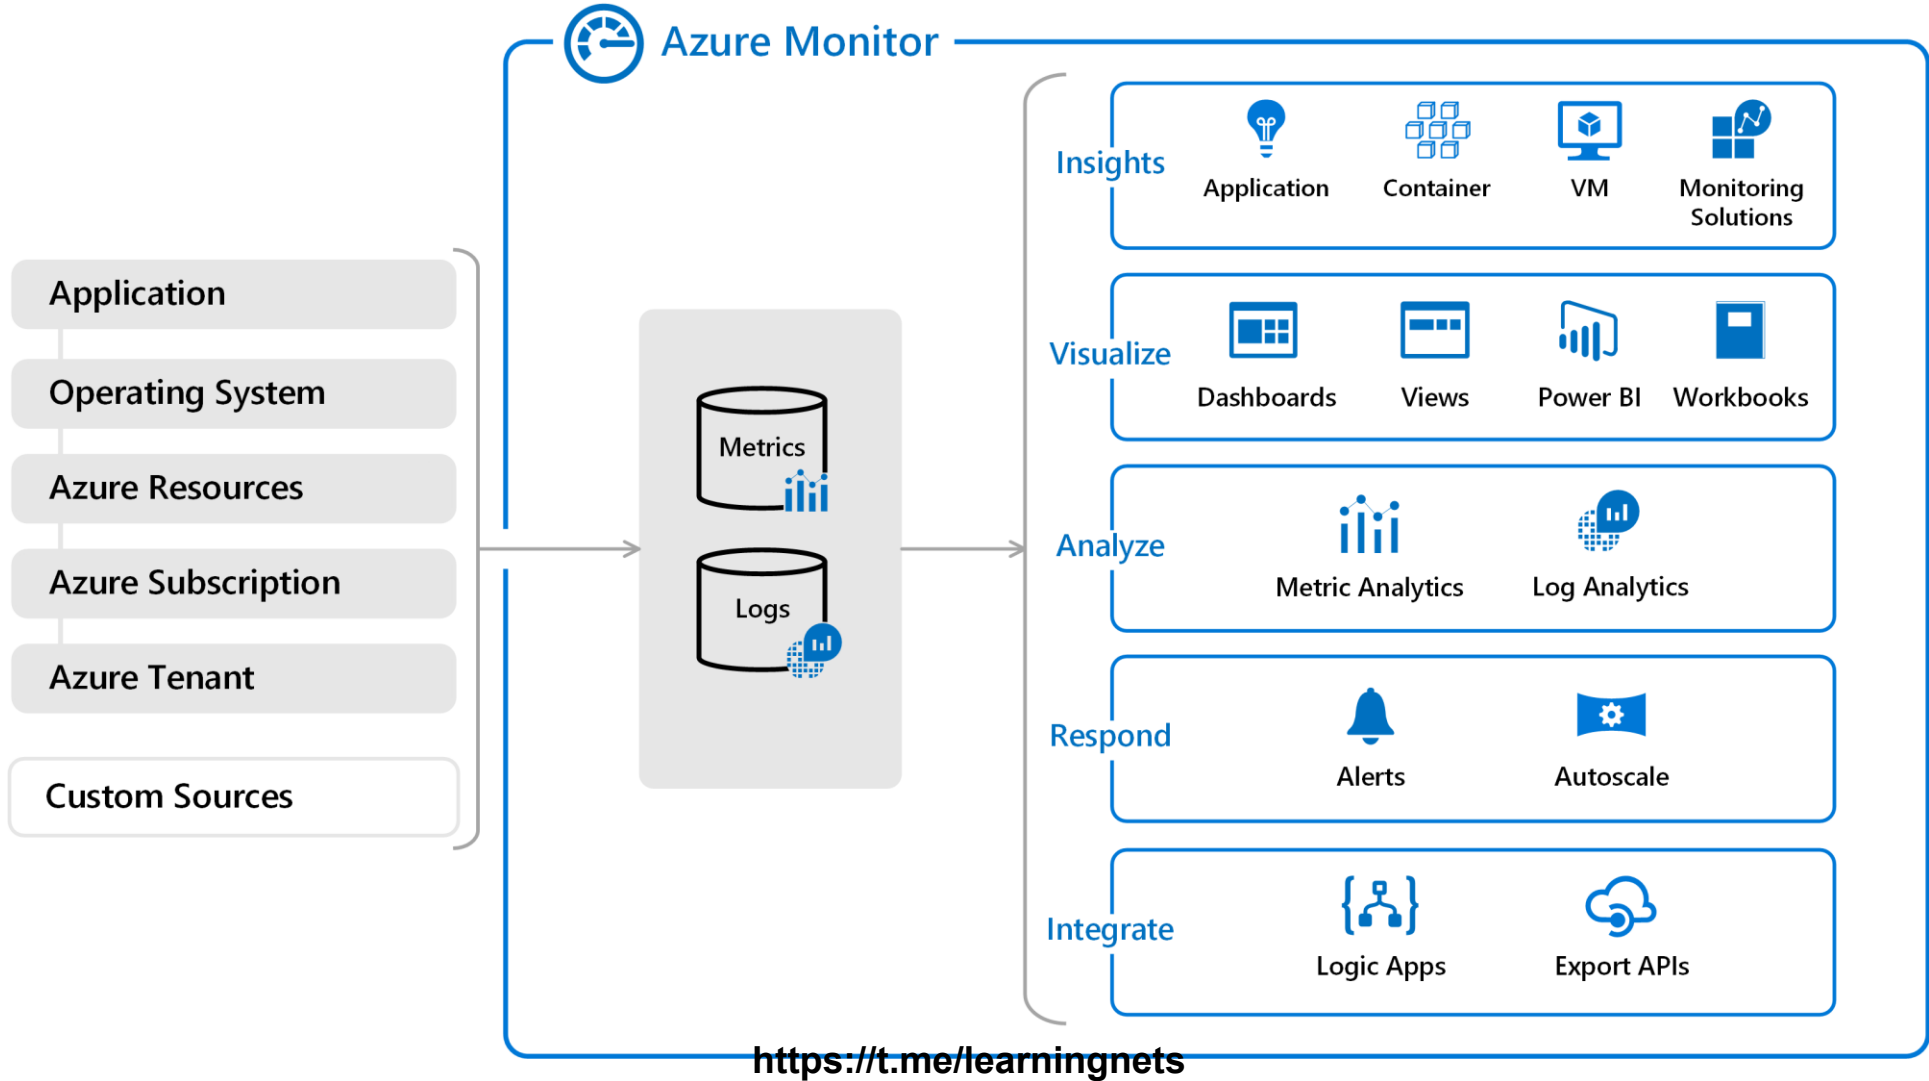 Azure Monitor
Application
Operating System
Azure Resources
Azure Subscription
Azure Tenant
Custom Sources
Metrics
Logs
Insights
Application
Container
VM
Monitoring
Solutions
Visualize
Dashboards
Views
Power BI
Workbooks
Analyze
Metric Analytics
Log Analytics
Respond
Alerts
Autoscale
Integrate
Logic Apps
Export APIs
https://t.me/learningnets